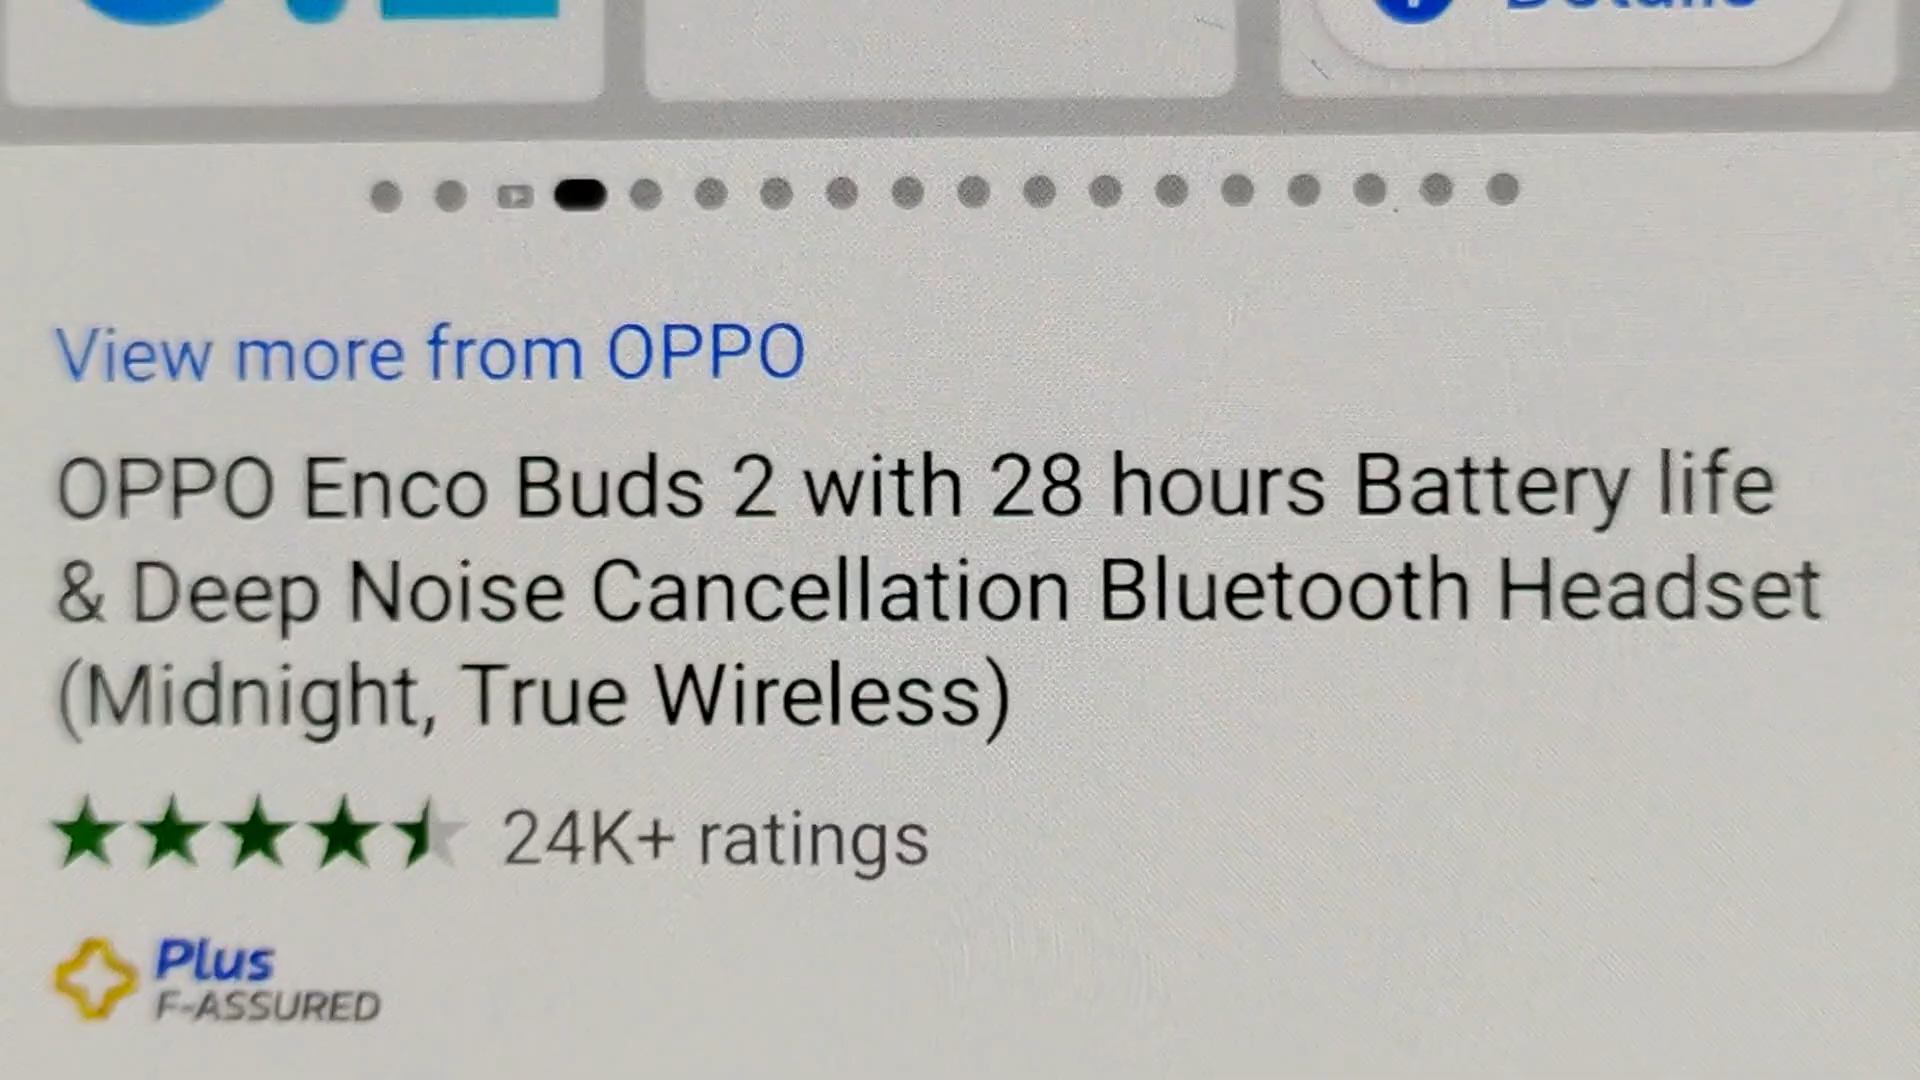 View more from OPPO
OPPO Enco Buds 2 with 28 hours Battery life
& Deep Noise Cancellation Bluetooth Headset
(Midnight, True Wireless)
24K+ ratings
Plus
F-ASSURED